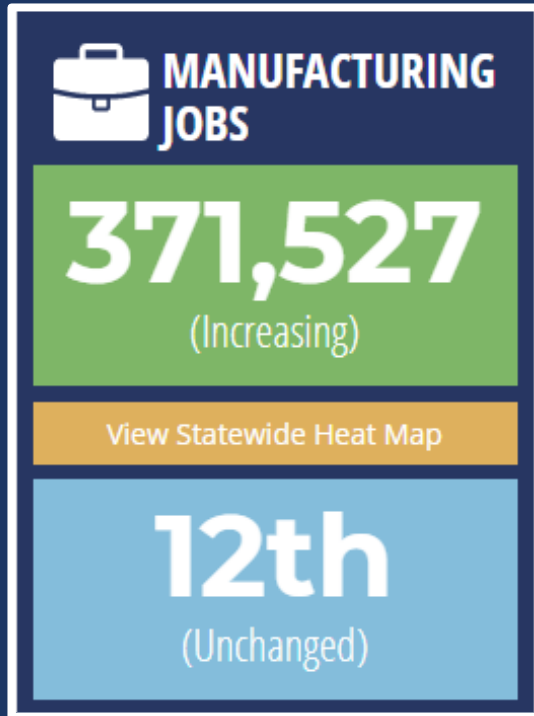 MANUFACTURING
JOBS
371,527
(Increasing)
View Statewide Heat Map
12th
(Unchanged)